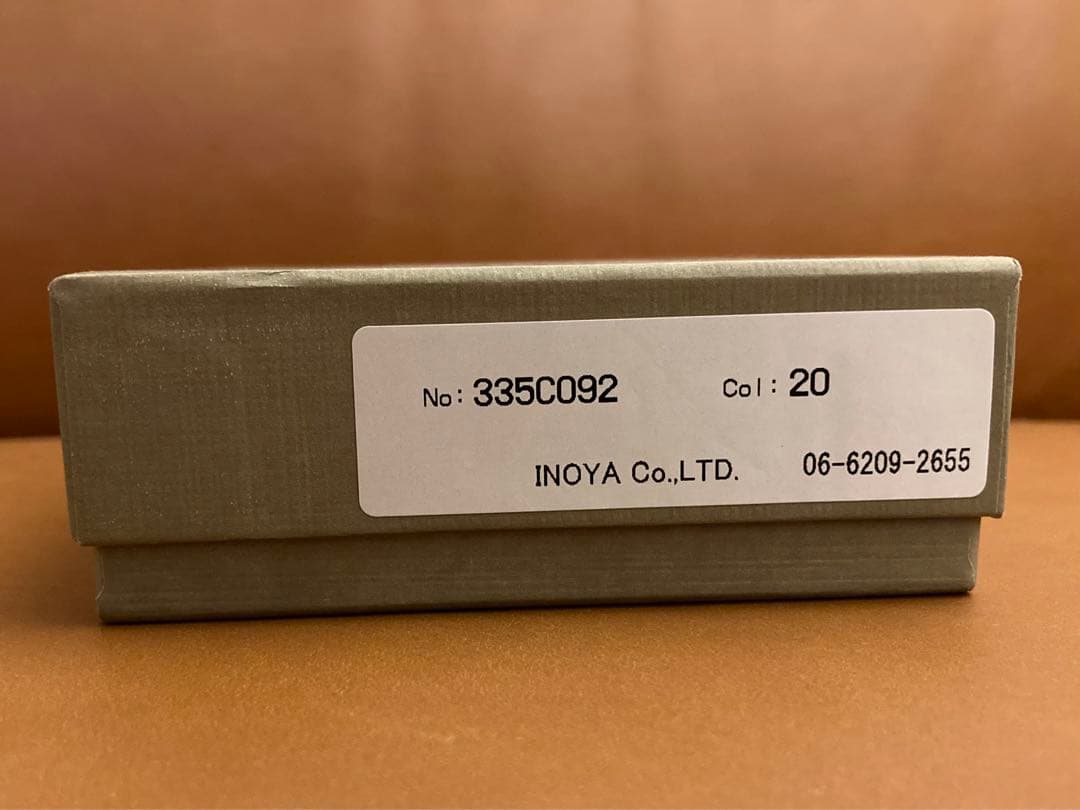 No: 335C092 Col: 20
INOYA Co.,LTD. 06-6209-2655